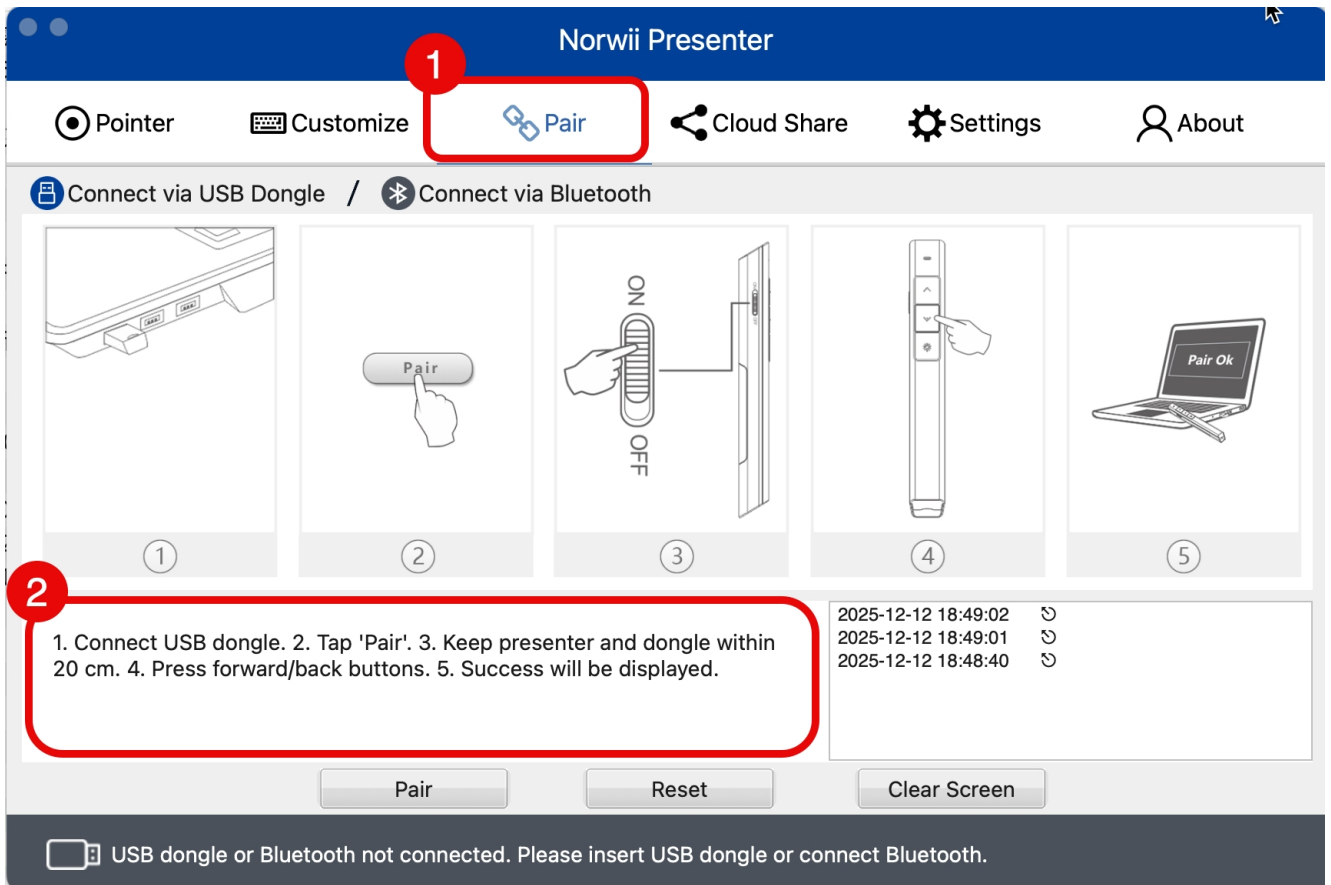 Norwii Presenter
1
Pointer
Customize
Pair
Cloud Share
Settings
About
Connect via USB Dongle / Connect via Bluetooth
Pair
ON
OFF
Pair Ok
1
2
3
4
5
2
1. Connect USB dongle. 2. Tap 'Pair'. 3. Keep presenter and dongle within
20 cm. 4. Press forward/back buttons. 5. Success will be displayed.
2025-12-12 18:49:02
2025-12-12 18:49:01
2025-12-12 18:48:40
Pair
Reset
Clear Screen
USB dongle or Bluetooth not connected. Please insert USB dongle or connect Bluetooth.